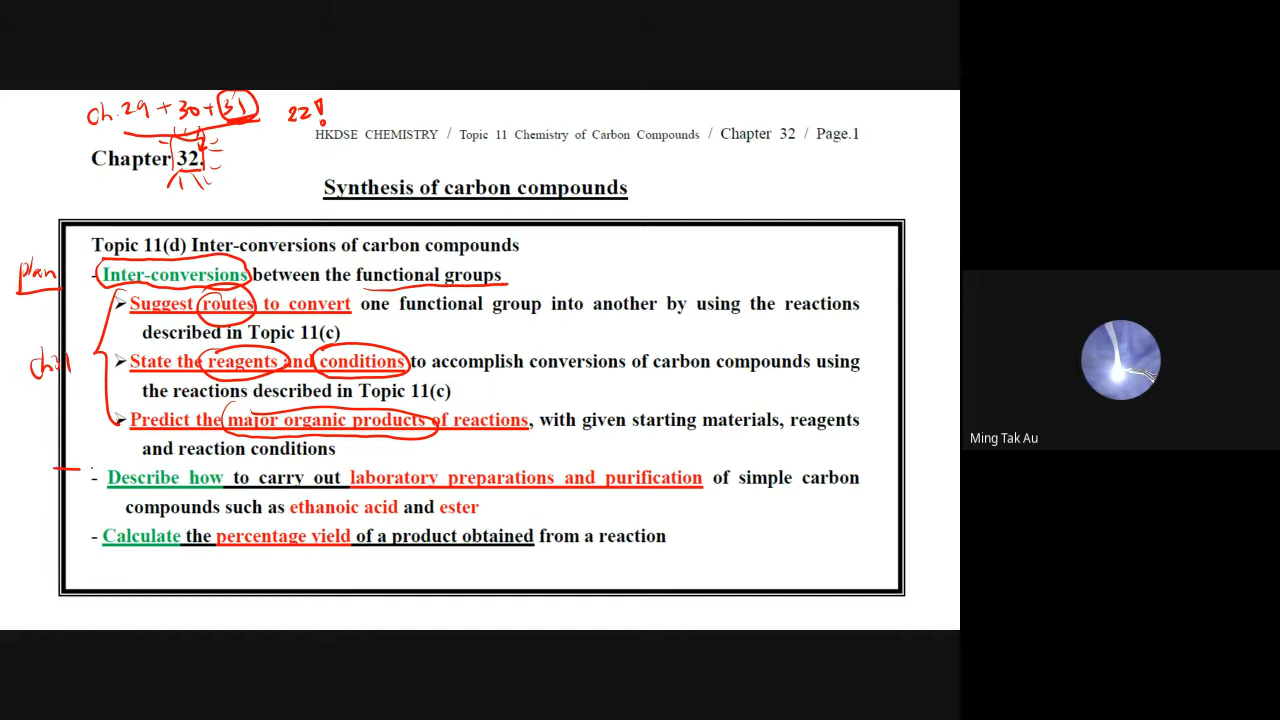 ch. 29 + 30 + 31 22!
HKDSE CHEMISTRY / Topic 11 Chemistry of Carbon Compounds / Chapter 32 / Page.1
Chapter 32.
Synthesis of carbon compounds
Topic 11(d) Inter-conversions of carbon compounds
plan
- Inter-conversions between the functional groups
➢ Suggest routes to convert one functional group into another by using the reactions
described in Topic 11(c)
ch31
➢ State the reagents and conditions to accomplish conversions of carbon compounds using
the reactions described in Topic 11(c)
➢ Predict the major organic products of reactions, with given starting materials, reagents
and reaction conditions
- Describe how to carry out laboratory preparations and purification of simple carbon
compounds such as ethanoic acid and ester
- Calculate the percentage yield of a product obtained from a reaction
Ming Tak Au